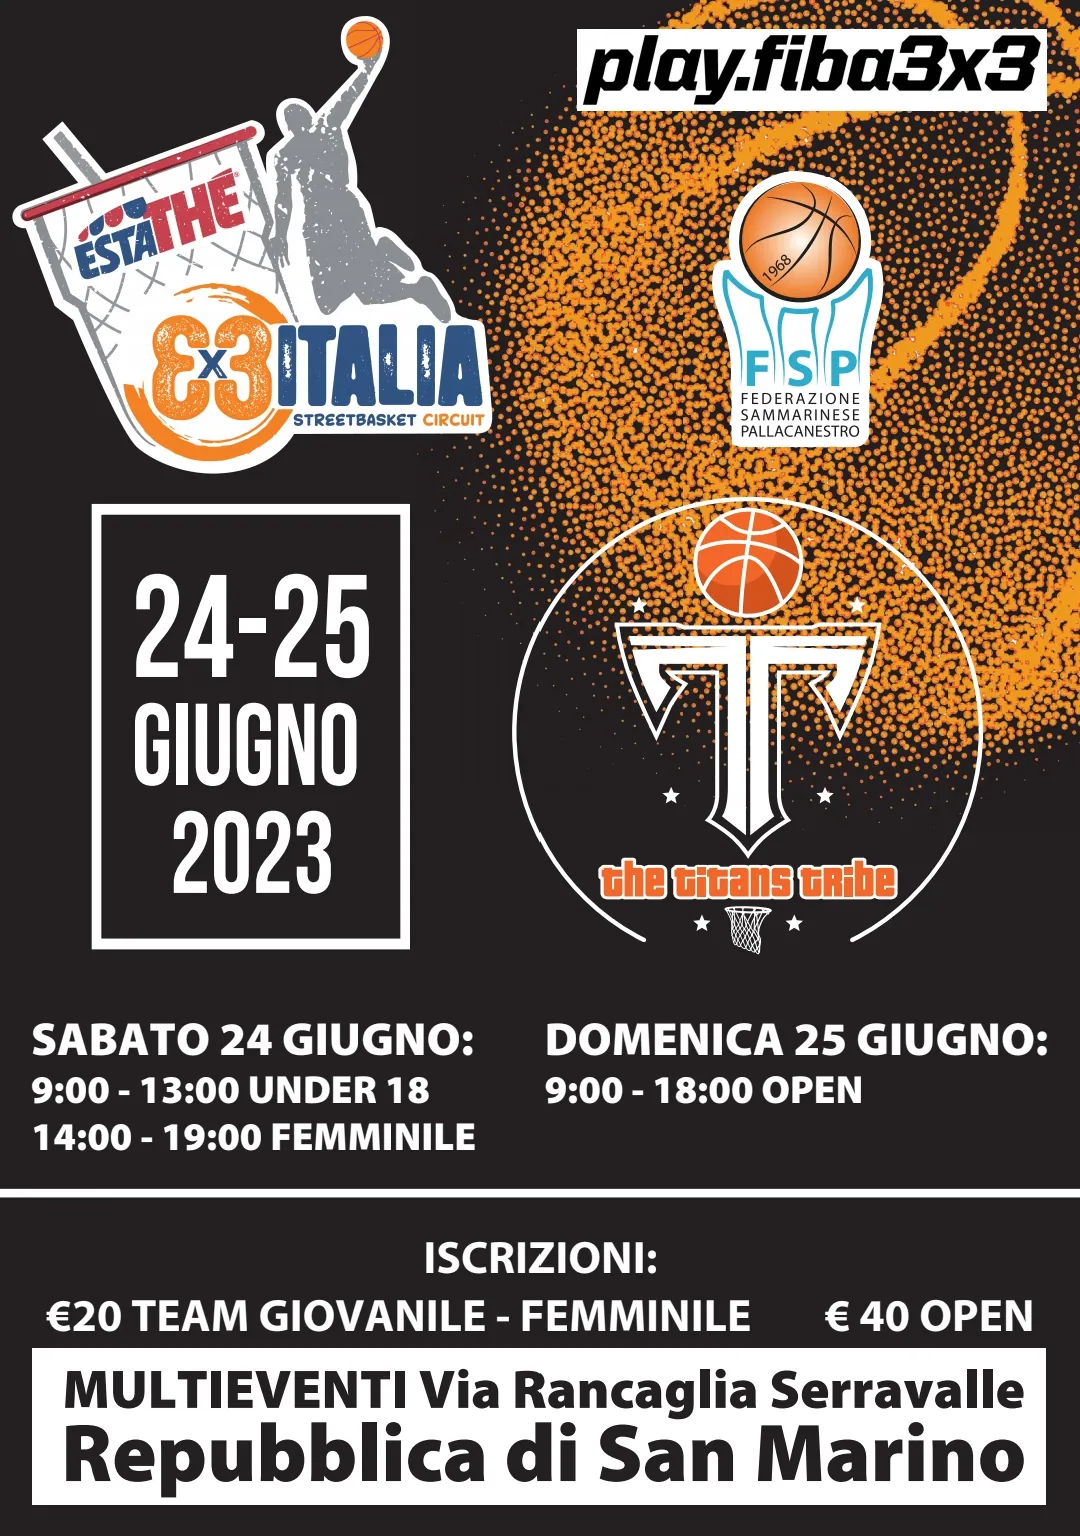 play.fiba3x3
ESTATHÉ
3x3 ITALIA
STREETBASKET CIRCUIT
1968
FSP
FEDERAZIONE
SAMMARINESE
PALLACANESTRO
24-25
GIUGNO
2023
the titans tribe
SABATO 24 GIUGNO:
9:00 - 13:00 UNDER 18
14:00 - 19:00 FEMMINILE
DOMENICA 25 GIUGNO:
9:00 - 18:00 OPEN
ISCRIZIONI:
€20 TEAM GIOVANILE - FEMMINILE € 40 OPEN
MULTIEVENTI Via Rancaglia Serravalle
Repubblica di San Marino